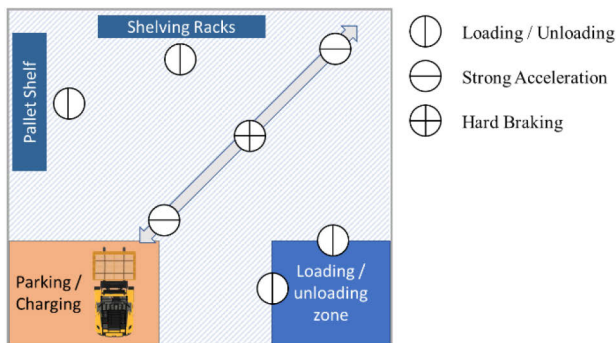 Shelving Racks
Pallet Shelf
Parking /
Charging
Loading /
unloading
zone
Loading / Unloading
Strong Acceleration
Hard Braking